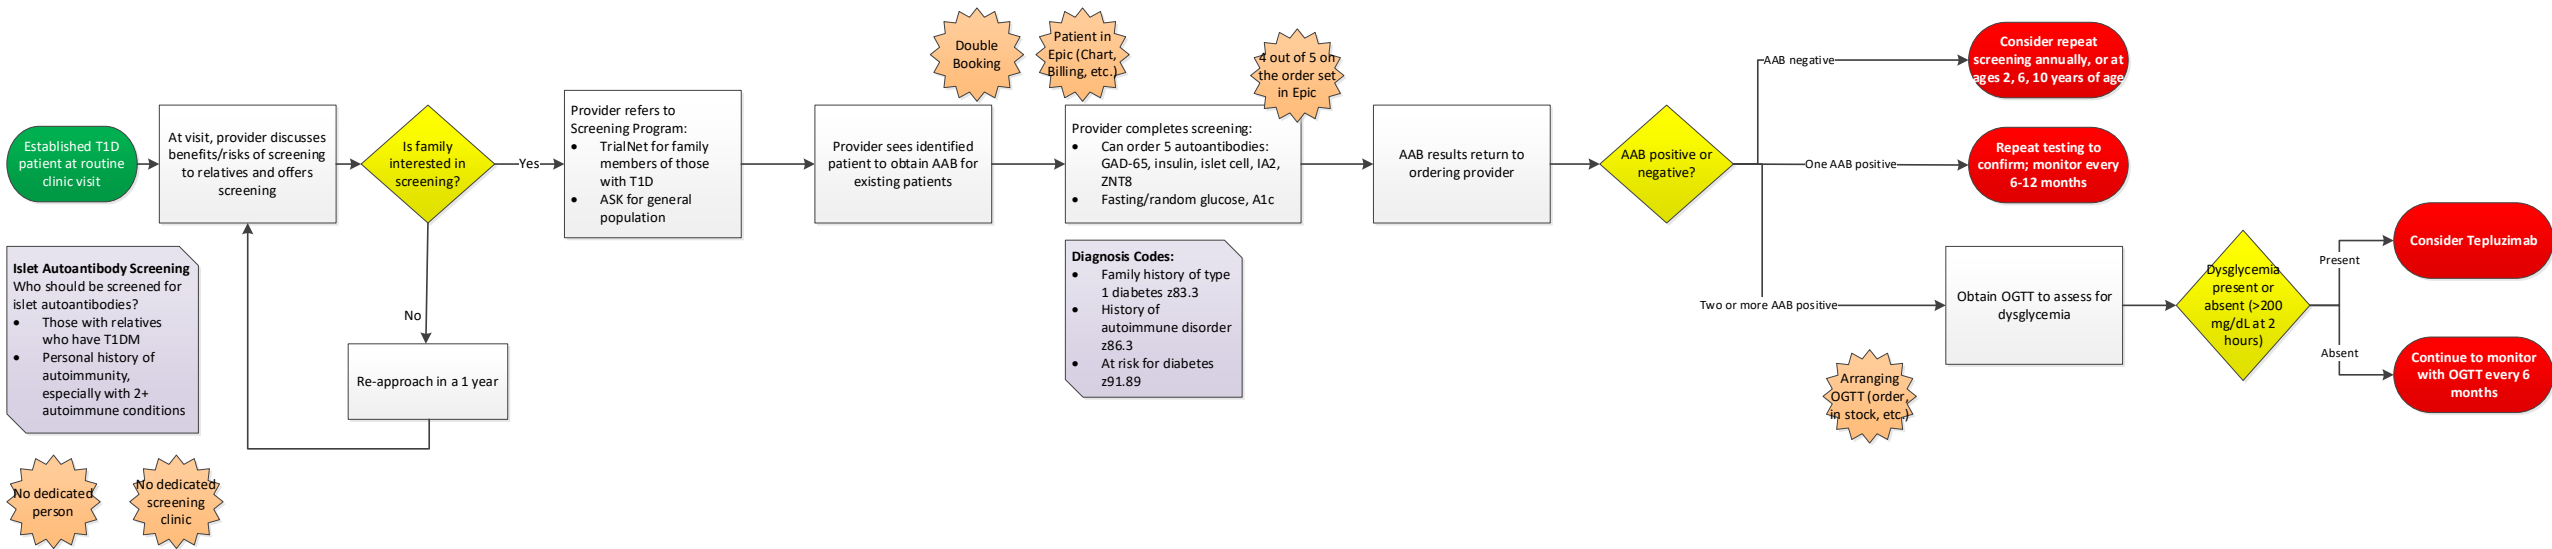 Established T1D
patient at routine
clinic visit
At visit, provider discusses
benefits/risks of screening
to relatives and offers
screening
Is family
interested in
screening?
Yes
No
Re-approach in a 1 year
Provider refers to
Screening Program:
• TrialNet for family
members of those
with T1D
• ASK for general
population
Provider sees identified
patient to obtain AAB for
existing patients
Double
Booking
Patient in
Epic (Chart,
Billing, etc.)
4 out of 5 on
the order set
in Epic
Provider completes screening:
• Can order 5 autoantibodies:
GAD-65, insulin, islet cell, IA2,
ZNT8
• Fasting/random glucose, A1c
Diagnosis Codes:
• Family history of type
1 diabetes z83.3
• History of
autoimmune disorder
z86.3
• At risk for diabetes
z91.89
AAB results return to
ordering provider
AAB positive or
negative?
AAB negative
Consider repeat
screening annually, or at
ages 2, 6, 10 years of age
One AAB positive
Repeat testing to
confirm; monitor every
6-12 months
Two or more AAB positive
Obtain OGTT to assess for
dysglycemia
Arranging
OGTT (order,
in stock, etc.)
Dysglycemia
present or
absent (>200
mg/dL at 2
hours)
Present
Consider Tepluzimab
Absent
Continue to monitor
with OGTT every 6
months
Islet Autoantibody Screening
Who should be screened for
islet autoantibodies?
• Those with relatives
who have T1DM
• Personal history of
autoimmunity,
especially with 2+
autoimmune conditions
No dedicated
person
No dedicated
screening
clinic